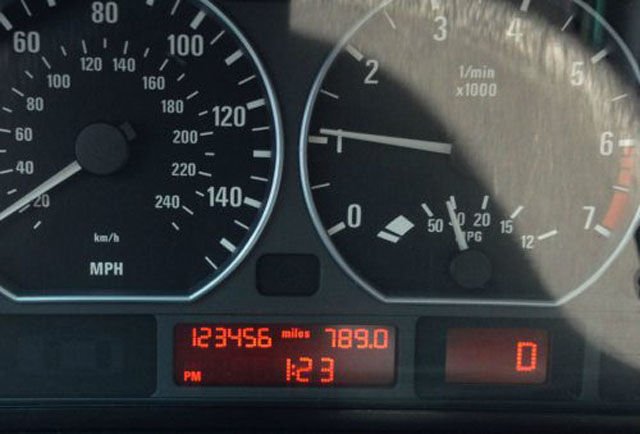 60 80 100 120 140
20 40 60 80 100 120 140 160 180 200 220 240
km/h
MPH
0 1 2 3 4 5 6 7
1/min
x1000
50 30 20 15 12
MPG
123456 miles 789.0
PM 1:23
D